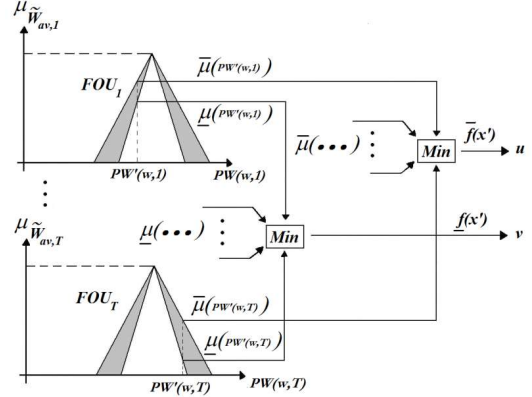 μ W̃av,1
FOU1
μ̅(PW'(w,1))
μ̲(PW'(w,1))
PW'(w,1) PW(w,1)
μ̅(...)
Min
f̅(x')
u
μ W̃av,T
μ̲(...)
Min
f̲(x')
v
FOUT
μ̅(PW'(w,T))
μ̲(PW'(w,T))
PW'(w,T) PW(w,T)